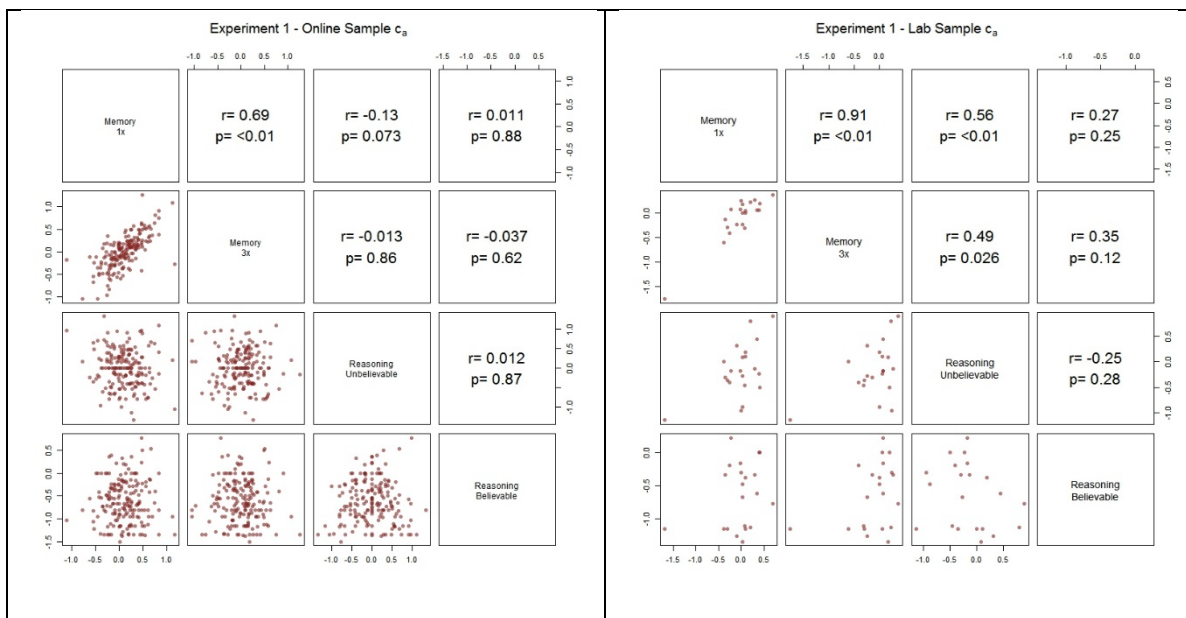 Experiment 1 - Online Sample cₐ
-1.0 -0.5 0.0 0.5 1.0
-1.5 -1.0 -0.5 0.0 0.5
Memory
1x
r= 0.69
p= <0.01
r= -0.13
p= 0.073
r= 0.011
p= 0.88
-1.0 -0.5 0.0 0.5 1.0
-1.0 -0.5 0.0 0.5 1.0
Memory
3x
r= -0.013
p= 0.86
r= -0.037
p= 0.62
Reasoning
Unbelievable
r= 0.012
p= 0.87
-1.0 0.0 0.5 1.0
-1.5 -1.0 -0.5 0.0 0.5
Reasoning
Believable
-1.0 -0.5 0.0 0.5 1.0
-1.0 0.0 0.5 1.0
Experiment 1 - Lab Sample cₐ
-1.5 -1.0 -0.5 0.0
-1.0 0.0
Memory
1x
r= 0.91
p= <0.01
r= 0.56
p= <0.01
r= 0.27
p= 0.25
-1.5 -1.0 -0.5 0.0 0.5
-1.5 -1.0 -0.5 0.0
Memory
3x
r= 0.49
p= 0.026
r= 0.35
p= 0.12
Reasoning
Unbelievable
r= -0.25
p= 0.28
-1.0 -0.5 0.0 0.5
-1.0 -0.5 0.0
Reasoning
Believable
-1.5 -1.0 -0.5 0.0 0.5
-1.0 -0.5 0.0 0.5